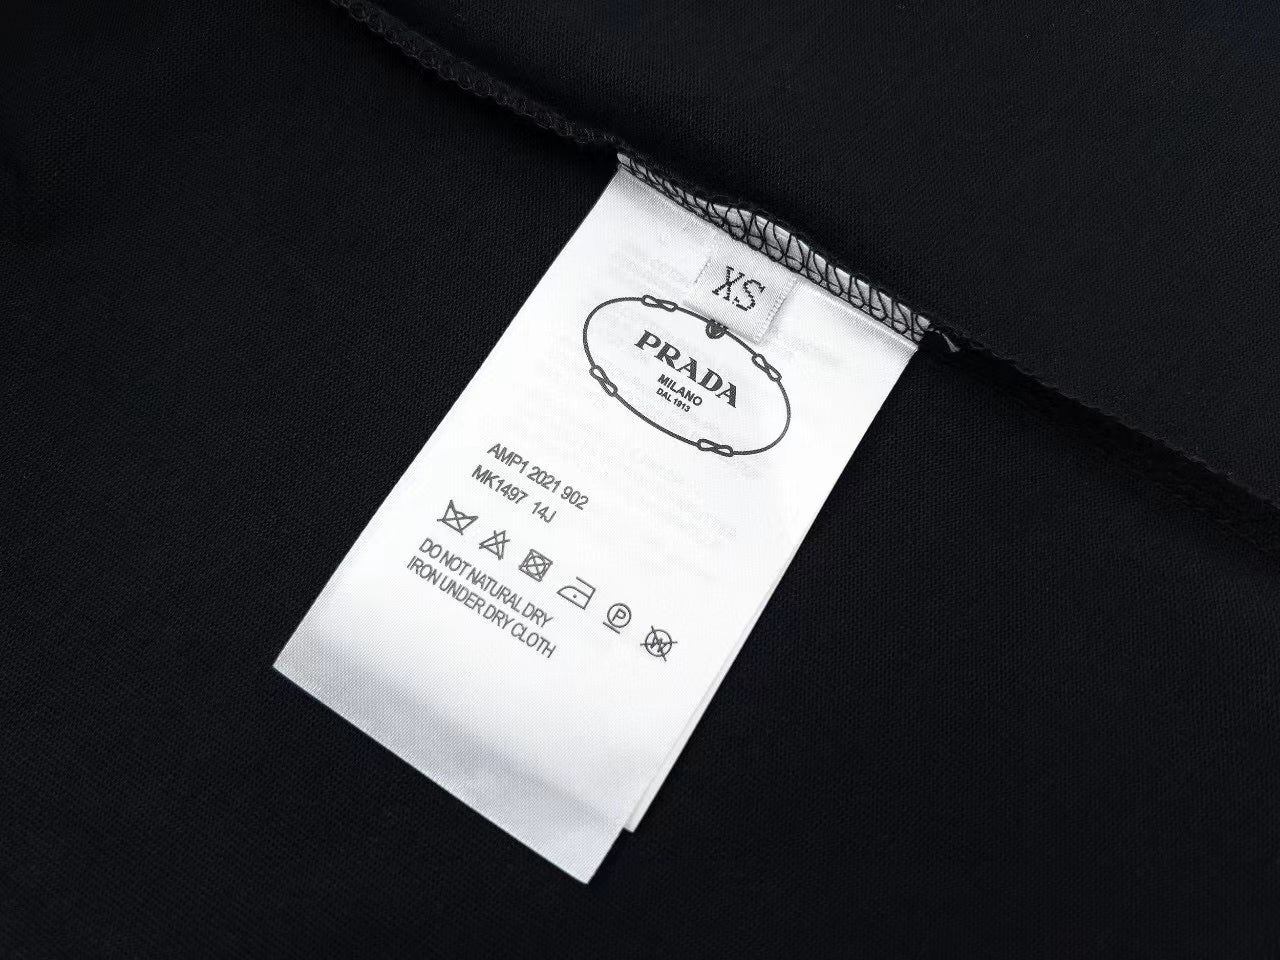 XS
PRADA
MILANO
DAL 1913
AMP1 2021 902
MK1497 14J
P
W
DO NOT NATURAL DRY
IRON UNDER DRY CLOTH